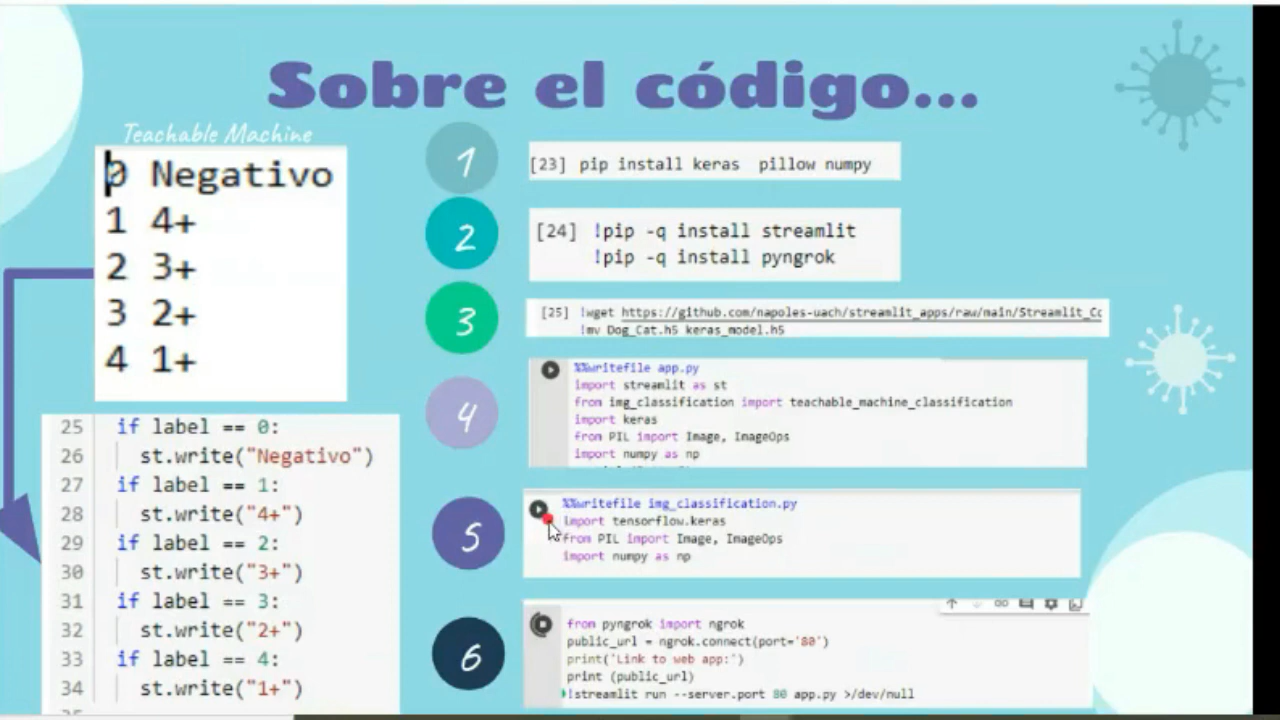 Sobre el código...
Teachable Machine
0 Negativo
1 4+
2 3+
3 2+
4 1+
25 if label == 0:
26 st.write("Negativo")
27 if label == 1:
28 st.write("4+")
29 if label == 2:
30 st.write("3+")
31 if label == 3:
32 st.write("2+")
33 if label == 4:
34 st.write("1+")
1
[23] pip install keras pillow numpy
2
[24] !pip -q install streamlit
!pip -q install pyngrok
3
[25] !wget https://github.com/napoles-uach/streamlit_apps/raw/main/Streamlit_Cc
!mv Dog_Cat.h5 keras_model.h5
4
%%writefile app.py
import streamlit as st
from img_classification import teachable_machine_classification
import keras
from PIL import Image, ImageOps
import numpy as np
5
%%writefile img_classification.py
import tensorflow.keras
from PIL import Image, ImageOps
import numpy as np
6
from pyngrok import ngrok
public_url = ngrok.connect(port='80')
print('Link to web app:')
print (public_url)
!streamlit run --server.port 80 app.py >/dev/null